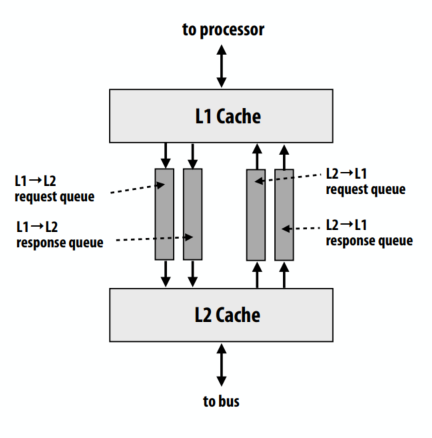 to processor
L1 Cache
L1→L2
request queue
L1→L2
response queue
L2→L1
request queue
L2→L1
response queue
L2 Cache
to bus